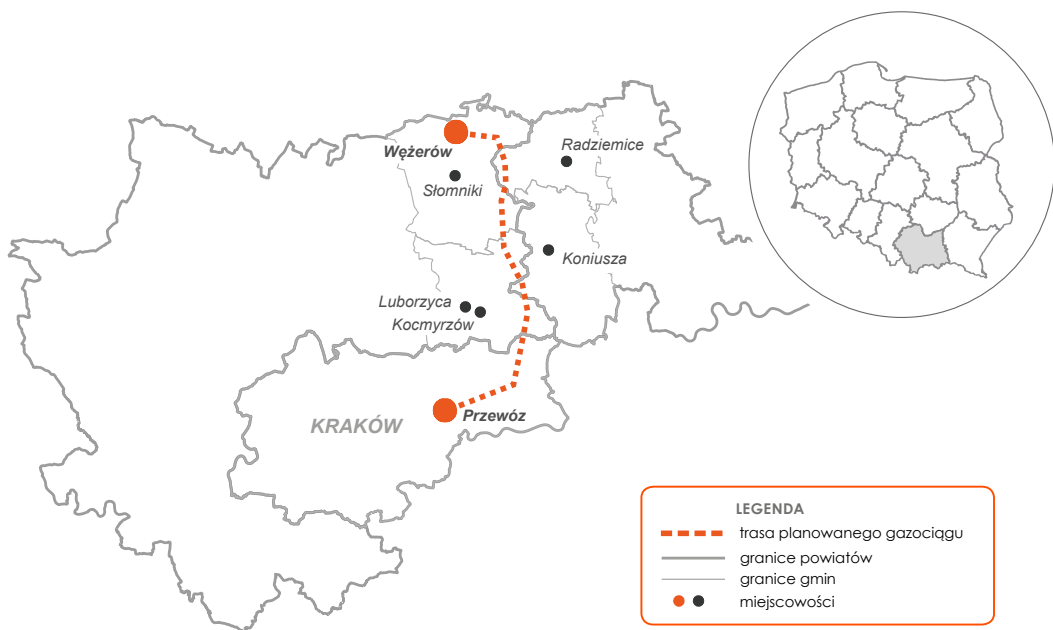 Wężerów
Radziemice
Słomniki
Koniusza
Luborzyca
Kocmyrzów
KRAKÓW
Przewóz
LEGENDA
trasa planowanego gazociągu
granice powiatów
granice gmin
miejscowości